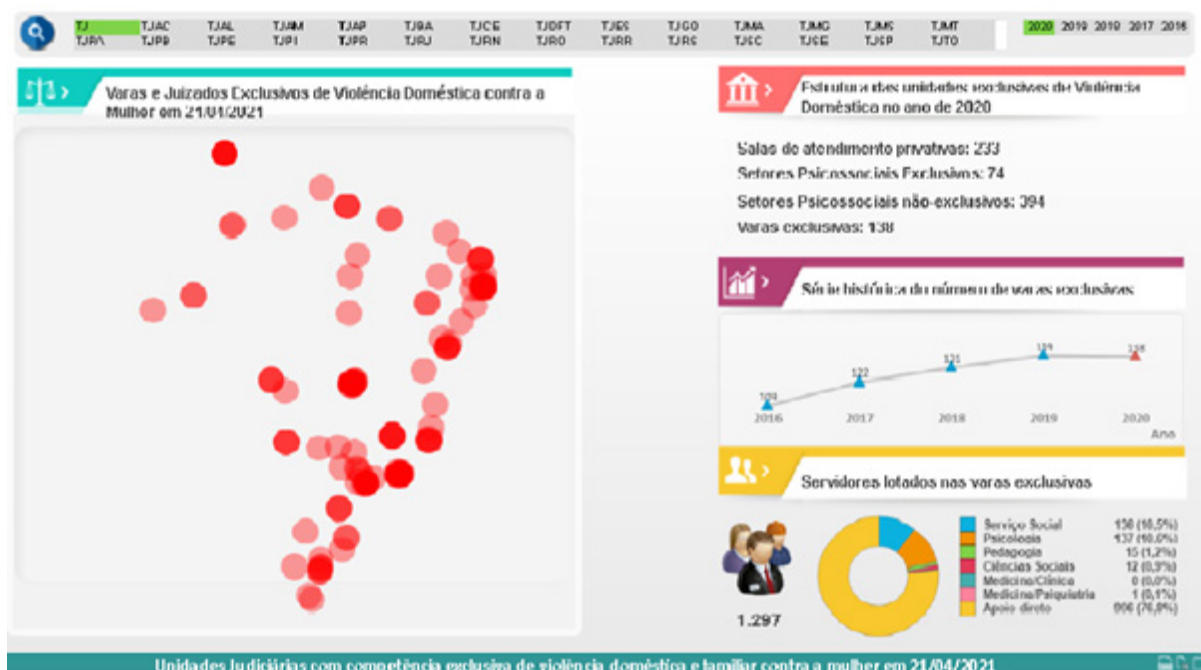 TJ TJAC TJAL TJAM TJAP TJBA TJCE TJDFT TJES TJGO TJMA TJMG TJMS TJMT
TJPA TJPB TJPE TJPI TJPR TJRJ TJRN TJRO TJRR TJRS TJSC TJSE TJSP TJTO
2020 2019 2017 2016
Varas e Juizados Exclusivos de Violência Doméstica contra a
Mulher em 21/04/2021
Estrutura das unidades exclusivas de Violência
Doméstica no ano de 2020
Salas de atendimento privativas: 233
Setores Psicossociais Exclusivos: 74
Setores Psicossociais não-exclusivos: 394
Varas exclusivas: 138
Série histórica do número de varas exclusivas
122 131 138
2016 2017 2018 2019 2020
Ano
Servidores lotados nas varas exclusivas
1.297
Serviço Social
Psicologia 137
Pedagogia 15 (1,2%)
Ciências Sociais 12 (0,9%)
Medicina/Clínica 0 (0,0%)
Medicina/Psiquiatria 1 (0,1%)
Apoio direto (76,8%)
Unidades Judiciárias com competência exclusiva de violência doméstica e familiar contra a mulher em 21/04/2021